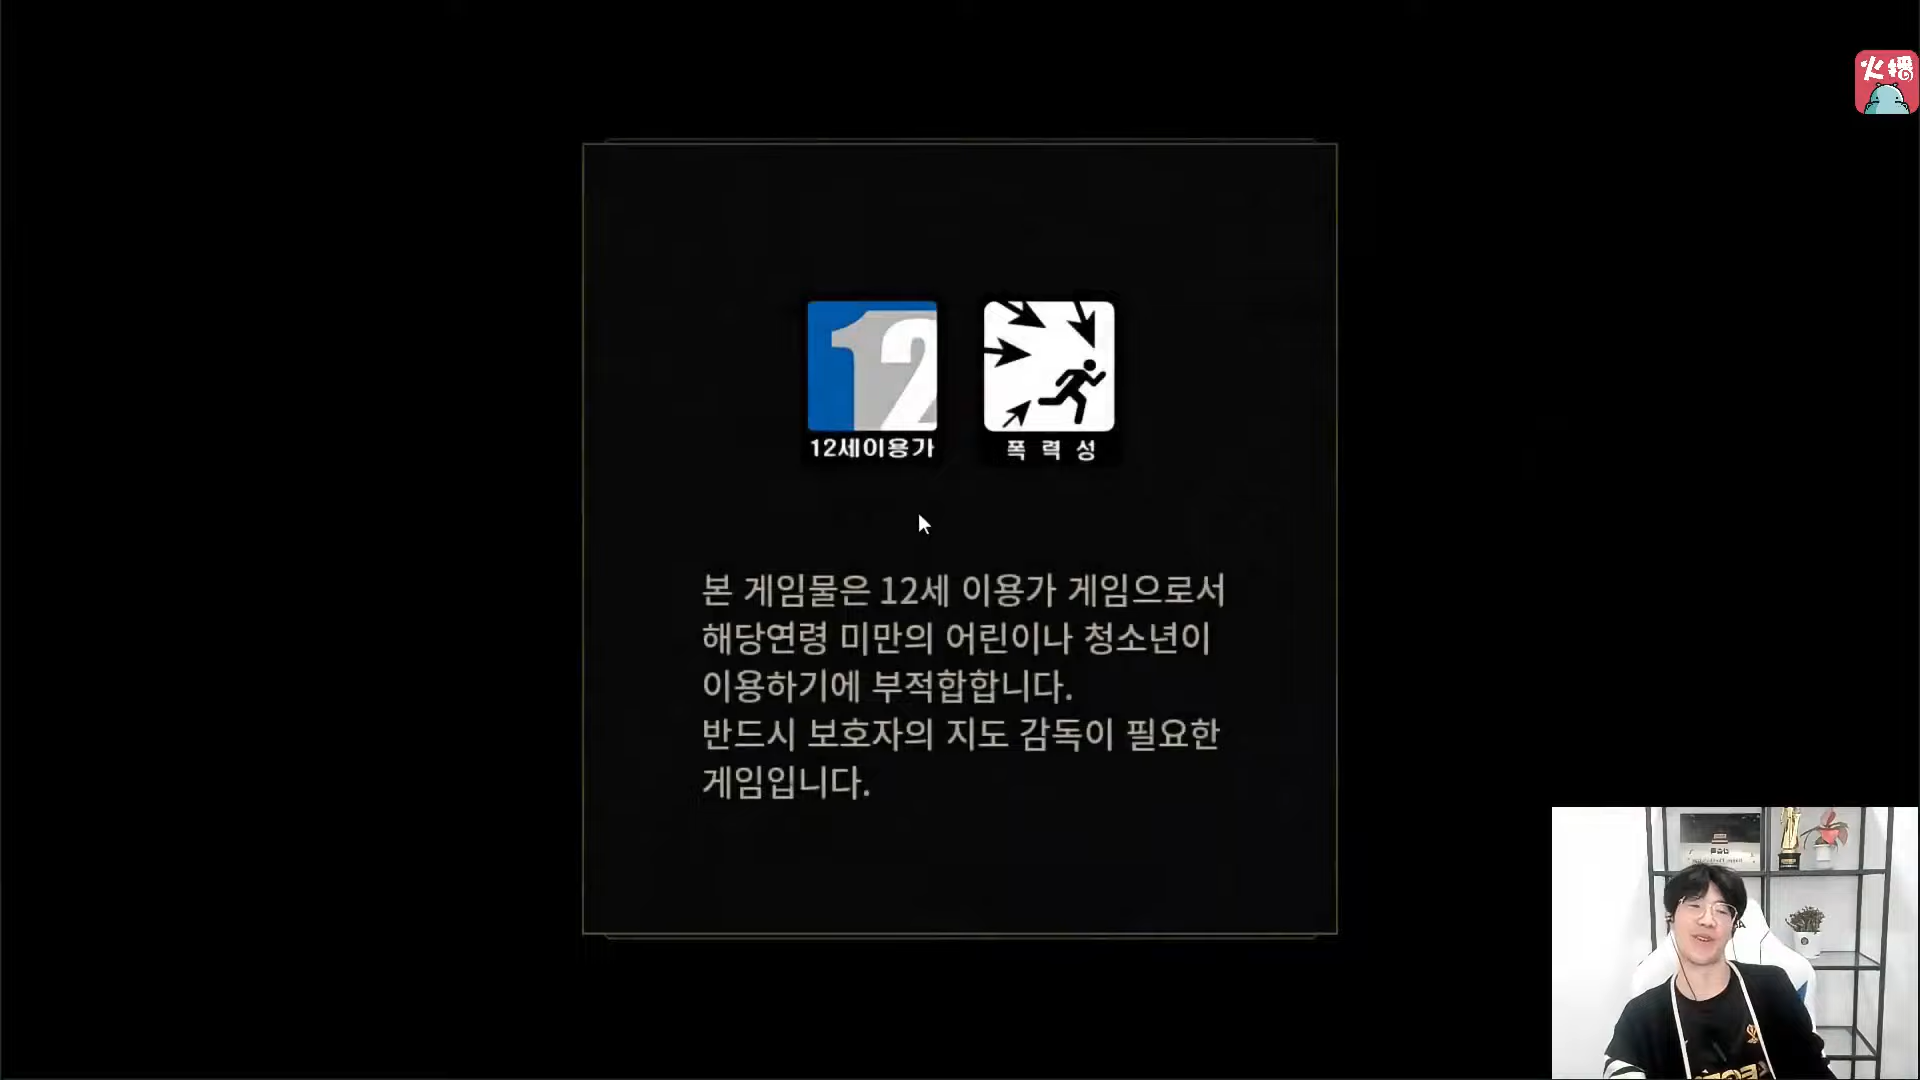 火播
12
12세이용가
폭력성
본 게임물은 12세 이용가 게임으로서
해당연령 미만의 어린이나 청소년이
이용하기에 부적합합니다.
반드시 보호자의 지도 감독이 필요한
게임입니다.